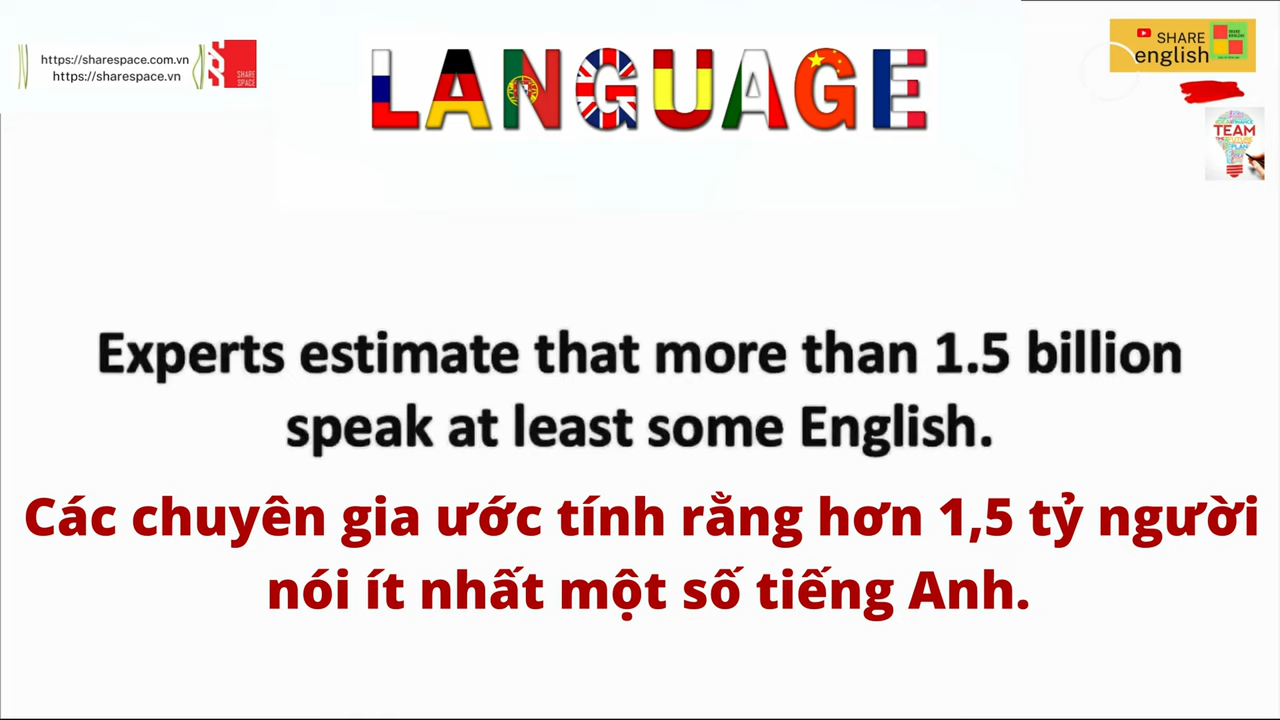 https://sharespace.com.vn
https://sharespace.vn
SHARE
SPACE
LANGUAGE
SHARE
english
TEAM
PLAN
Experts estimate that more than 1.5 billion
speak at least some English.
Các chuyên gia ước tính rằng hơn 1,5 tỷ người
nói ít nhất một số tiếng Anh.